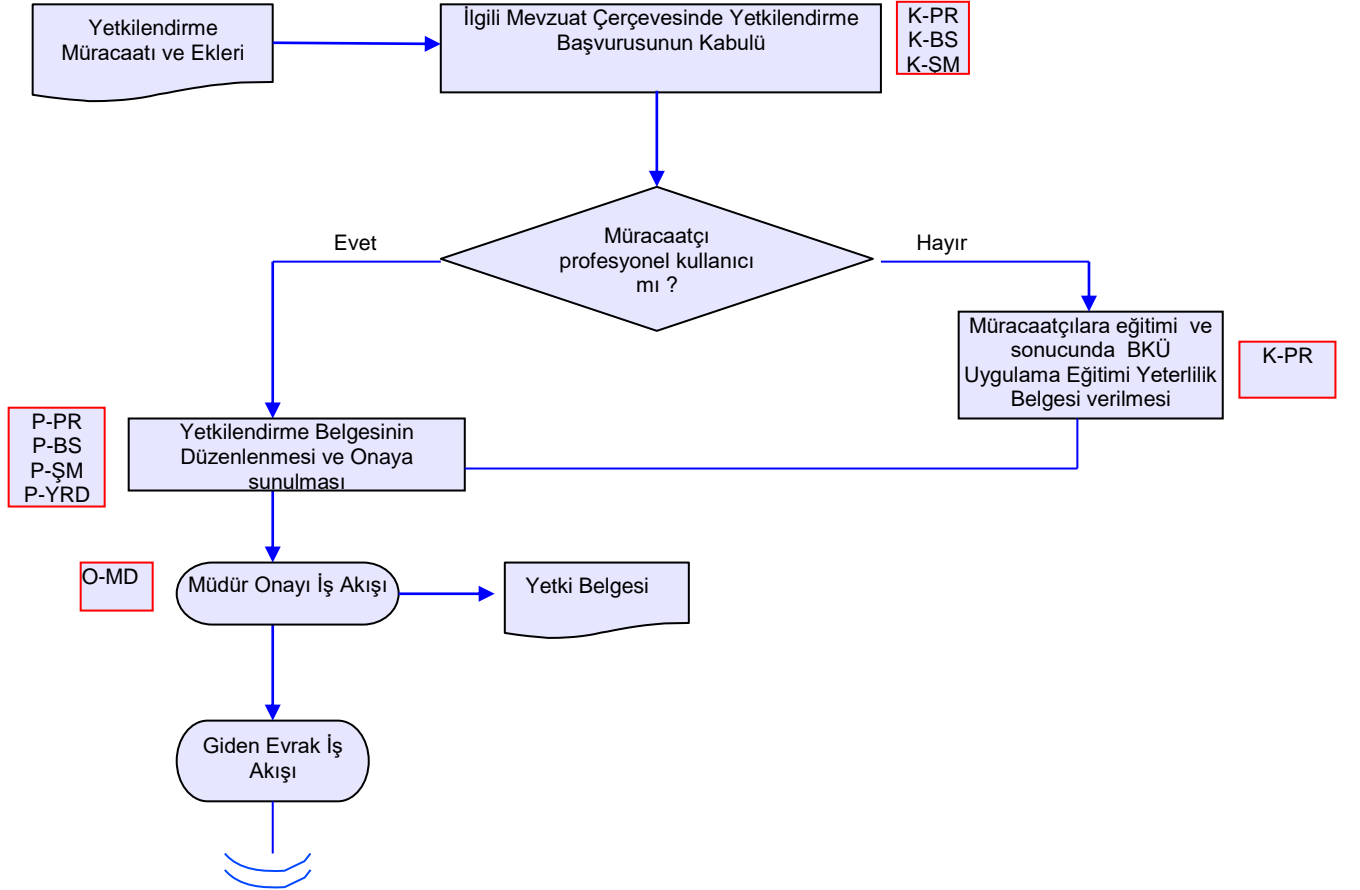 Yetkilendirme
Müracaatı ve Ekleri
İlgili Mevzuat Çerçevesinde Yetkilendirme
Başvurusunun Kabulü
K-PR
K-BS
K-ŞM
Müracaatçı
profesyonel kullanıcı
mı ?
Evet
Hayır
Müracaatçılara eğitimi ve
sonucunda BKÜ
Uygulama Eğitimi Yeterlilik
Belgesi verilmesi
K-PR
P-PR
P-BS
P-ŞM
P-YRD
Yetkilendirme Belgesinin
Düzenlenmesi ve Onaya
sunulması
O-MD
Müdür Onayı İş Akışı
Yetki Belgesi
Giden Evrak İş
Akışı